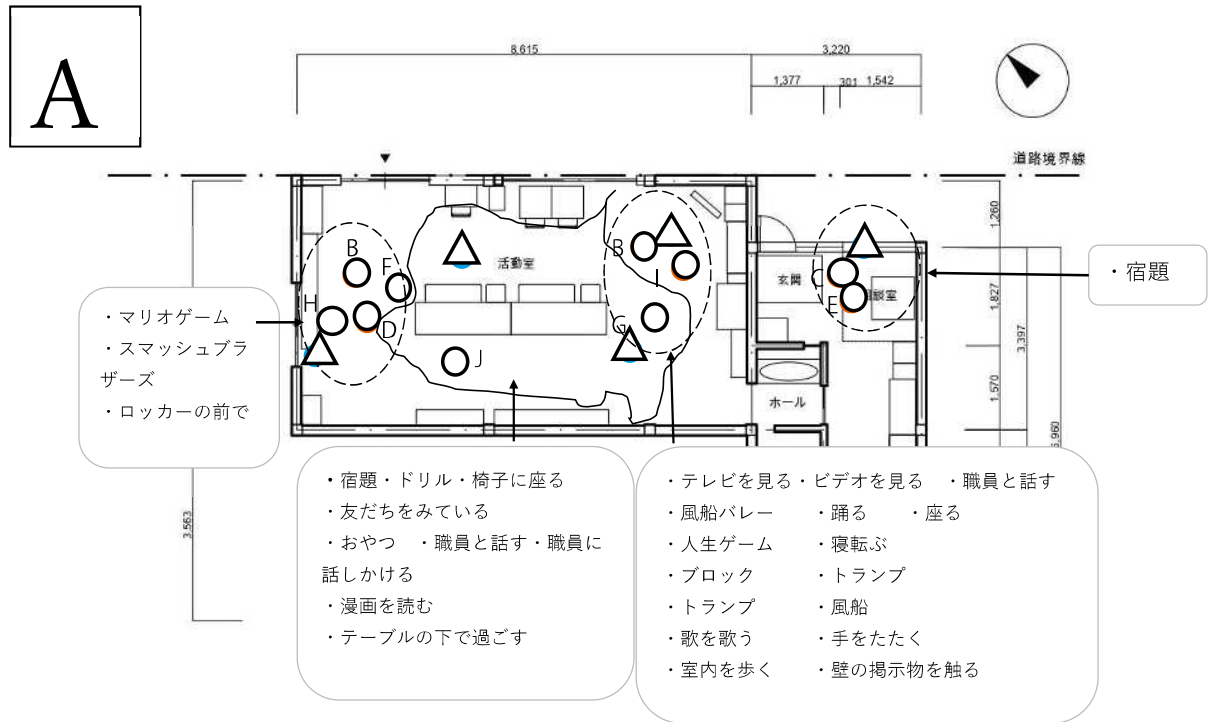 A
8,615
3,220
1,377
301
1,542
道路境界線
B
F
H
D
J
活動室
B
I
G
C
E
玄関
相談室
ホール
1,260
1,827
1,570
3,397
6,960
3,563
・宿題
・マリオゲーム
・スマッシュブラ
ザーズ
・ロッカーの前で
・宿題・ドリル・椅子に座る
・友だちをみている
・おやつ ・職員と話す・職員に
話しかける
・漫画を読む
・テーブルの下で過ごす
・テレビを見る・ビデオを見る ・職員と話す
・風船バレー ・踊る ・座る
・人生ゲーム ・寝転ぶ
・ブロック ・トランプ
・トランプ ・風船
・歌を歌う ・手をたたく
・室内を歩く ・壁の掲示物を触る